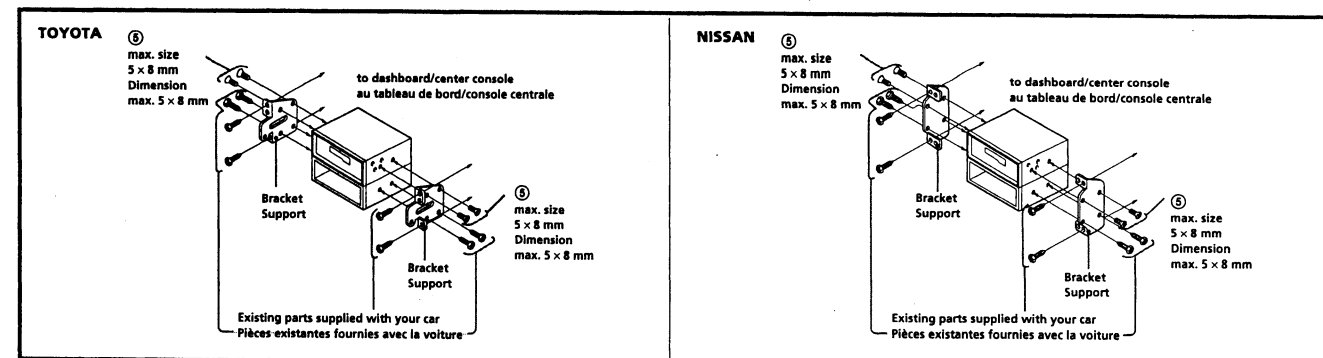 TOYOTA
⑤
max. size
5 × 8 mm
Dimension
max. 5 × 8 mm
to dashboard/center console
au tableau de bord/console centrale
Bracket
Support
⑤
max. size
5 × 8 mm
Dimension
max. 5 × 8 mm
Bracket
Support
Existing parts supplied with your car
Pièces existantes fournies avec la voiture
NISSAN
⑤
max. size
5 × 8 mm
Dimension
max. 5 × 8 mm
to dashboard/center console
au tableau de bord/console centrale
Bracket
Support
⑤
max. size
5 × 8 mm
Dimension
max. 5 × 8 mm
Bracket
Support
Existing parts supplied with your car
Pièces existantes fournies avec la voiture